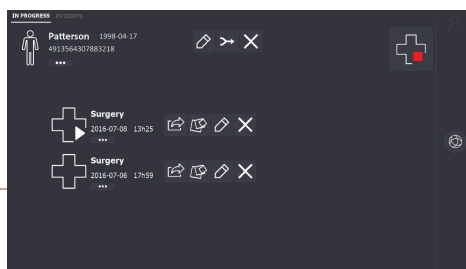 IN PROGRESS PATIENTS
Patterson 1998-04-17
4913564307883218
Surgery
2016-07-08 13h25
Surgery
2016-07-06 17h59